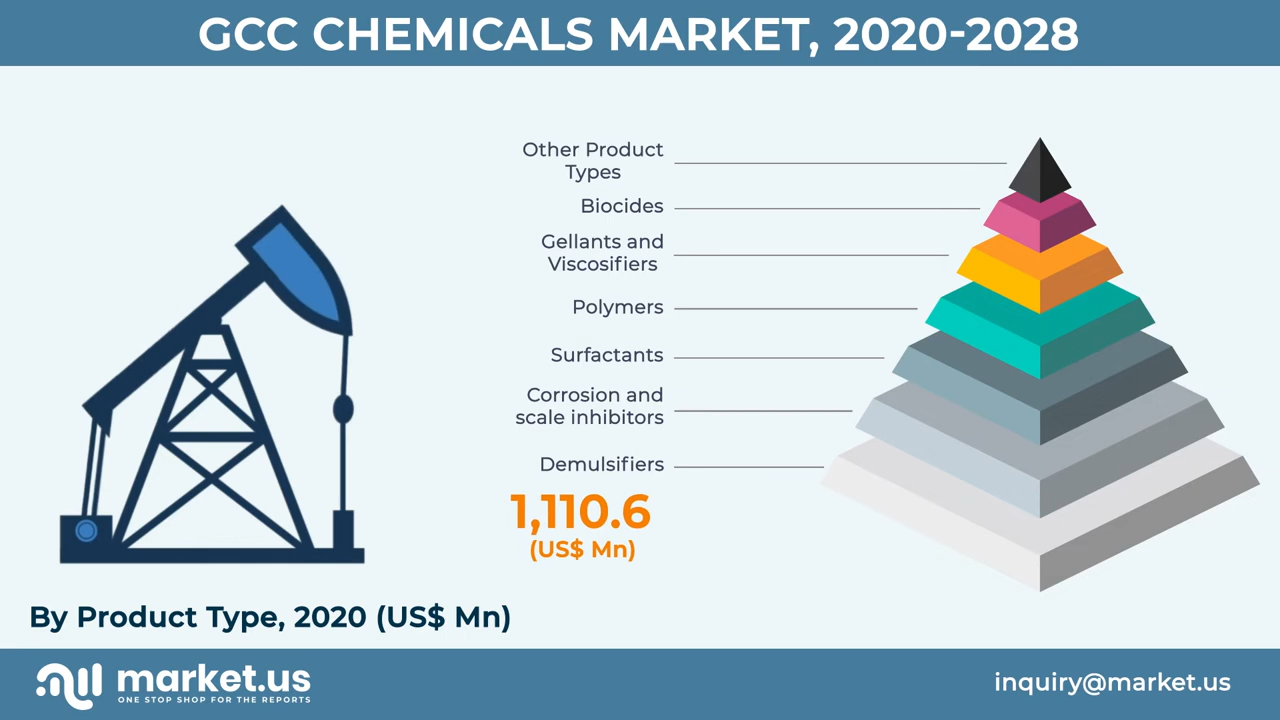 GCC CHEMICALS MARKET, 2020-2028
Other Product
Types
Biocides
Gellants and
Viscosifiers
Polymers
Surfactants
Corrosion and
scale inhibitors
Demulsifiers
1,110.6
(US$ Mn)
By Product Type, 2020 (US$ Mn)
market.us
ONE STOP SHOP FOR THE REPORTS
inquiry@market.us